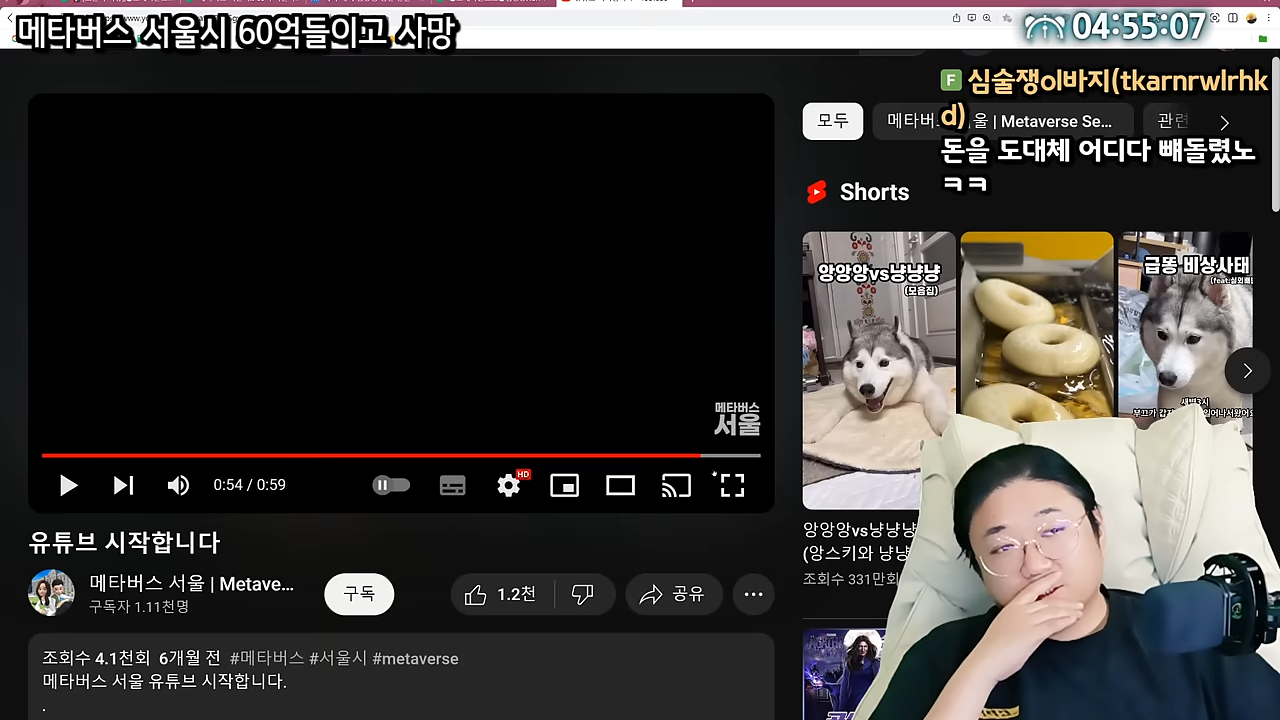 메타버스 서울시 60억들이고 사망
04:55:07
F 심술쟁이바지(tkarnrwlrhk
d)
돈을 도대체 어디다 뺴돌렸노
ㅋㅋ
모두
메타버스 서울 | Metaverse Se...
관련
Shorts
앙앙앙vs냥냥냥
(모음집)
급똥 비상사태
메타버스
서울
0:54 / 0:59
HD
유튜브 시작합니다
메타버스 서울 | Metave...
구독자 1.11천명
구독
1.2천
공유
앙앙앙vs냥냥냥
(앙스키와 냥냥
조회수 331만회
조회수 4.1천회 6개월 전 #메타버스 #서울시 #metaverse
메타버스 서울 유튜브 시작합니다.
.